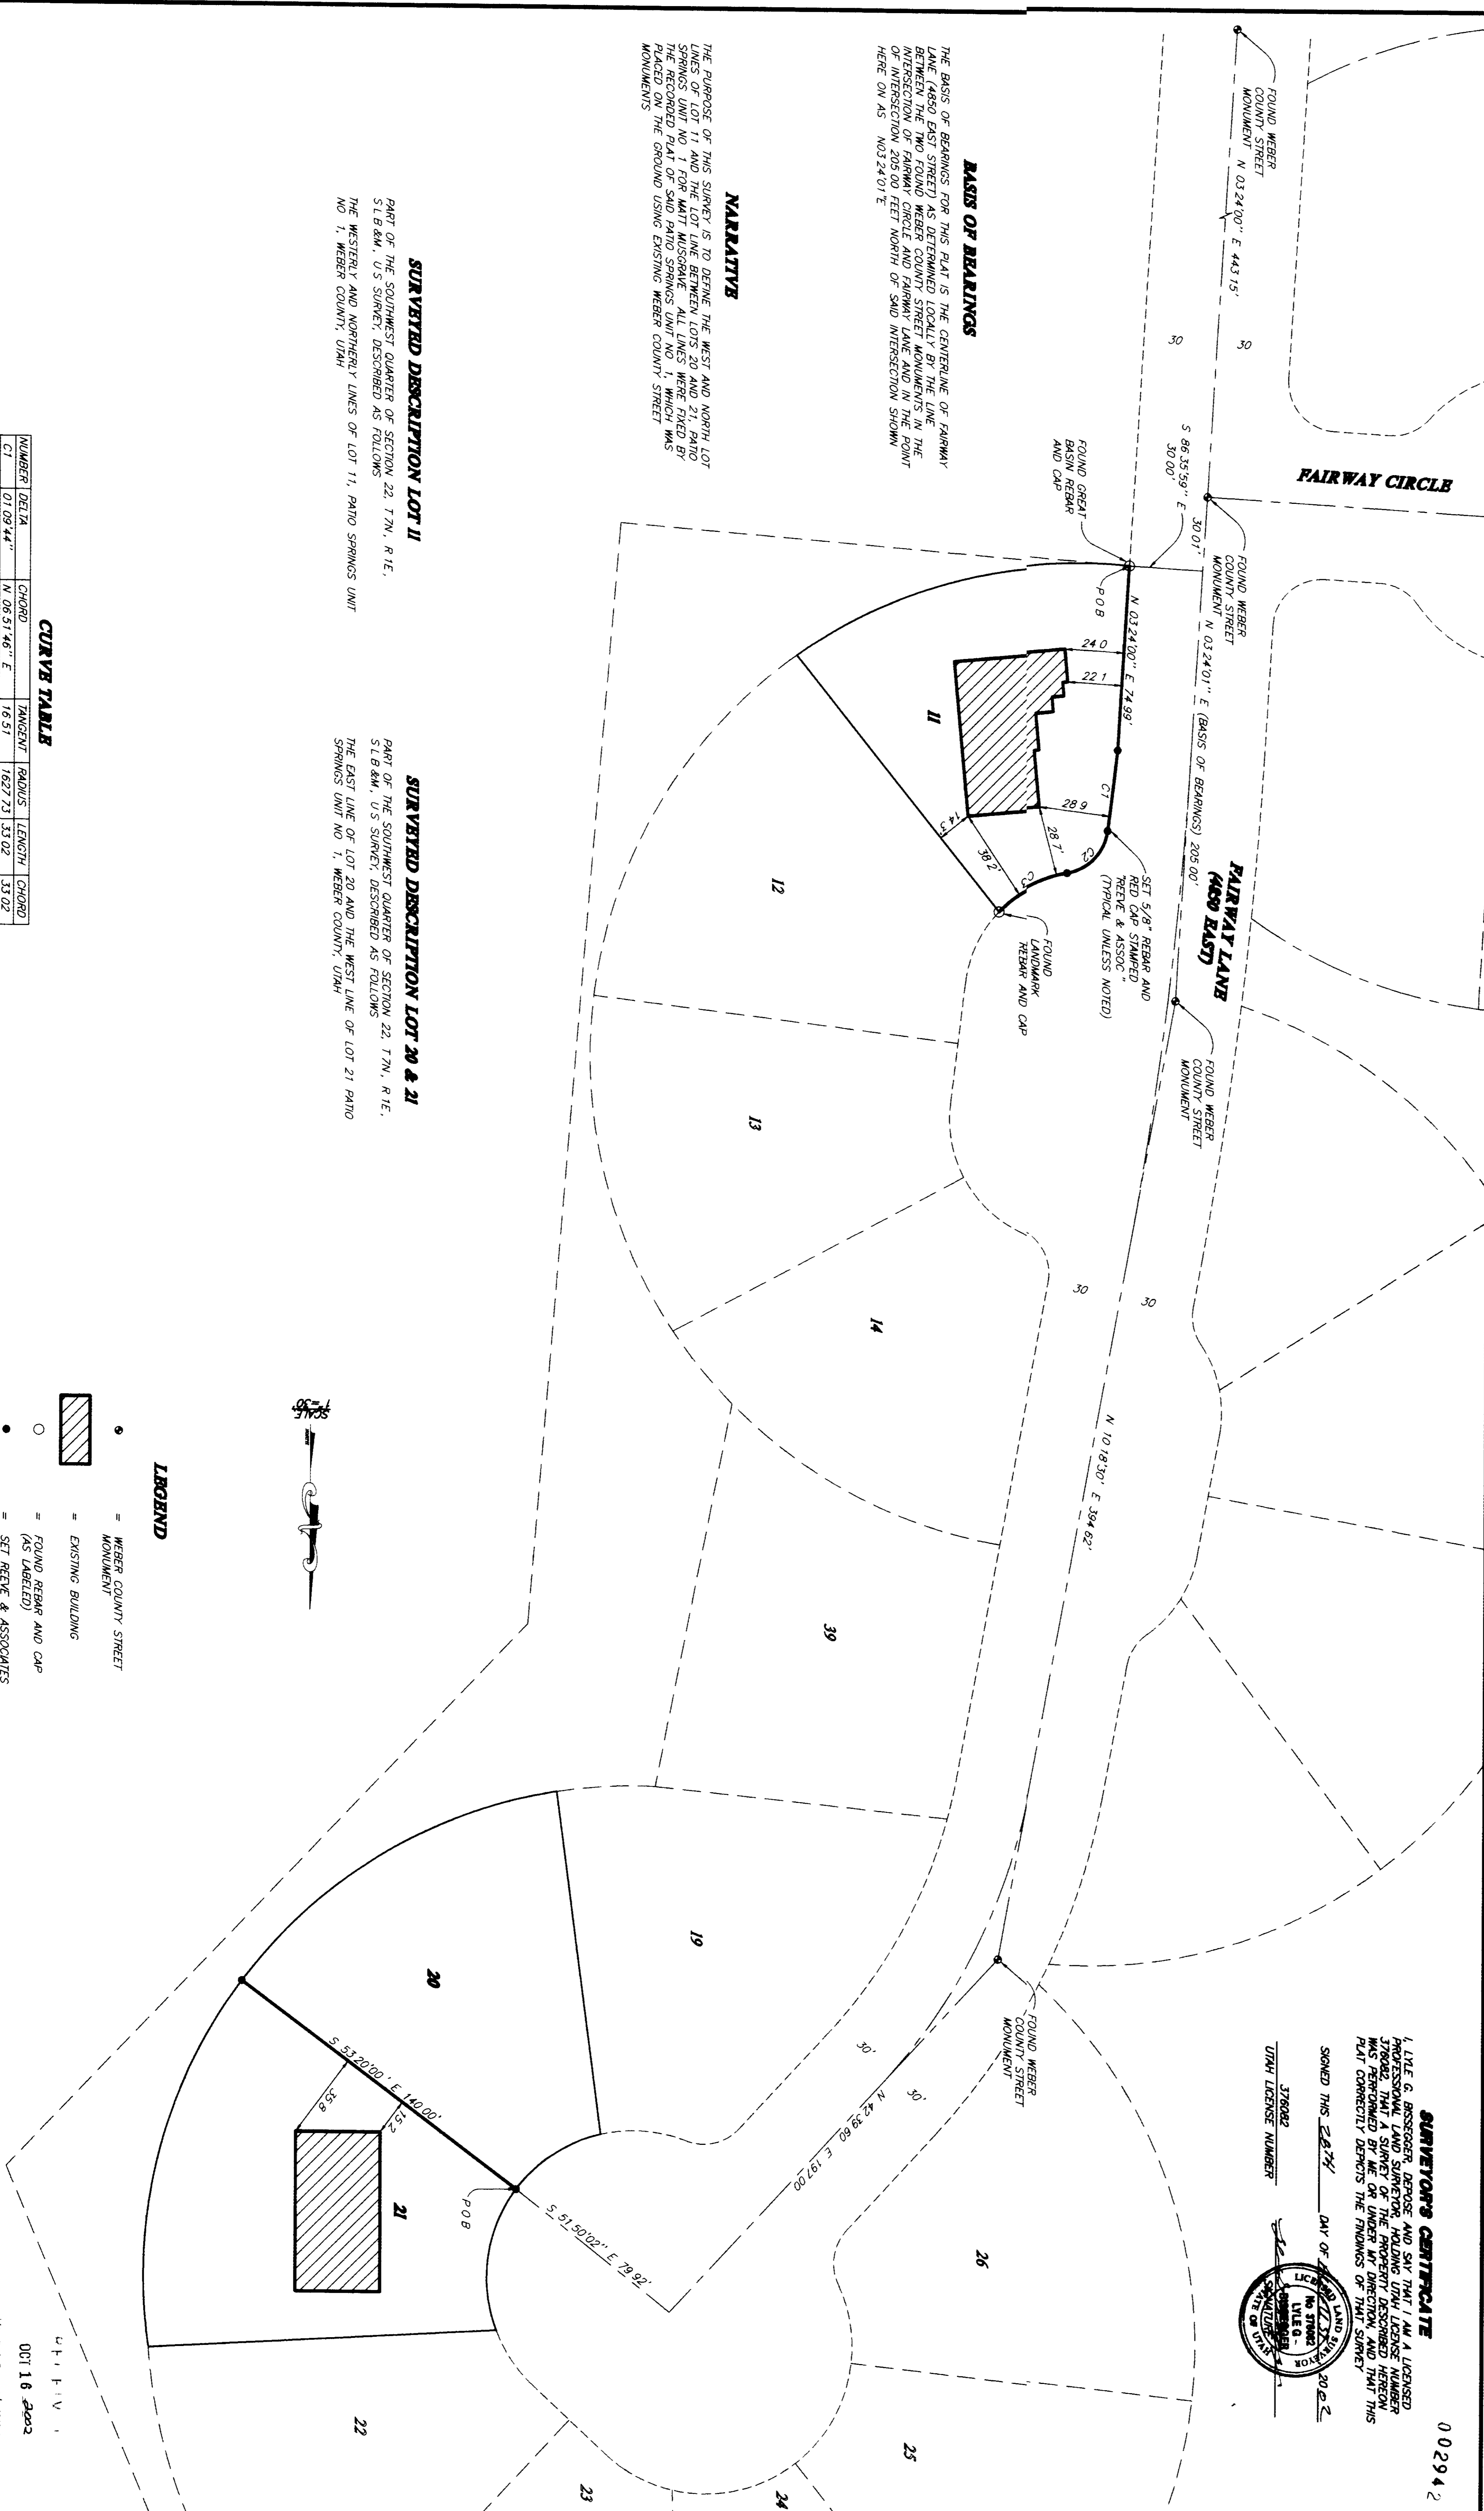 002942
SURVEYOR'S CERTIFICATE
I, LYLE G. BISSEGGER, DEPOSE AND SAY THAT I AM A LICENSED
PROFESSIONAL LAND SURVEYOR, HOLDING UTAH LICENSE NUMBER
376082, THAT A SURVEY OF THE PROPERTY DESCRIBED HEREON
WAS PERFORMED BY ME OR UNDER MY DIRECTION, AND THAT THIS
PLAT CORRECTLY DEPICTS THE FINDINGS OF THAT SURVEY
SIGNED THIS 28TH DAY OF 2002
376082
UTAH LICENSE NUMBER
SIGNATURE
LICENSED LAND SURVEYOR
No 376082
LYLE G.
BISSEGGER
STATE OF UTAH
FAIRWAY CIRCLE
FAIRWAY LANE
(4850 EAST)
FOUND WEBER
COUNTY STREET
MONUMENT
N 03 24'00" E 443 15'
30
30
S 86 35'59" E
30 00'
30 01'
FOUND WEBER
COUNTY STREET
MONUMENT
N 03 24'01" E (BASIS OF BEARINGS) 205 00'
FOUND WEBER
COUNTY STREET
MONUMENT
30
30
N 10 18'30' E 394 82'
FOUND WEBER
COUNTY STREET
MONUMENT
30'
30'
N 42 39 60 E 197 00
S 51 50'02" E 79 92'
FOUND GREAT
BASIN REBAR
AND CAP
P O B
N 03 24'00" E 74 99'
24 0
22 1
28 9
28 7'
38 2'
14 3'
C1
C2
C3
SET 5/8" REBAR AND
RED CAP STAMPED
"REEVE & ASSOC "
(TYPICAL UNLESS NOTED)
FOUND
LANDMARK
REBAR AND CAP
11
12
13
14
39
19
20
21
22
23
24
25
26
S 53 20'00 ' E 140 00'
35 8
15 2'
P O B
BASIS OF BEARINGS
THE BASIS OF BEARINGS FOR THIS PLAT IS THE CENTERLINE OF FAIRWAY
LANE (4850 EAST STREET) AS DETERMINED LOCALLY BY THE LINE
BETWEEN THE TWO FOUND WEBER COUNTY STREET MONUMENTS IN THE
INTERSECTION OF FAIRWAY CIRCLE AND FAIRWAY LANE AND IN THE POINT
OF INTERSECTION 205 00 FEET NORTH OF SAID INTERSECTION SHOWN
HERE ON AS N03 24'01"E
NARRATIVE
THE PURPOSE OF THIS SURVEY IS TO DEFINE THE WEST AND NORTH LOT
LINES OF LOT 11 AND THE LOT LINE BETWEEN LOTS 20 AND 21, PATIO
SPRINGS UNIT NO 1 FOR MATT MUSGRAVE ALL LINES WERE FIXED BY
THE RECORDED PLAT OF SAID PATIO SPRINGS UNIT NO 1, WHICH WAS
PLACED ON THE GROUND USING EXISTING WEBER COUNTY STREET
MONUMENTS
SURVEYED DESCRIPTION LOT 11
PART OF THE SOUTHWEST QUARTER OF SECTION 22, T 7N, R 1E,
S L B &M, U S SURVEY, DESCRIBED AS FOLLOWS
THE WESTERLY AND NORTHERLY LINES OF LOT 11, PATIO SPRINGS UNIT
NO 1, WEBER COUNTY, UTAH
SURVEYED DESCRIPTION LOT 20 & 21
PART OF THE SOUTHWEST QUARTER OF SECTION 22, T 7N, R 1E,
S L B &M, U S SURVEY, DESCRIBED AS FOLLOWS
THE EAST LINE OF LOT 20 AND THE WEST LINE OF LOT 21 PATIO
SPRINGS UNIT NO 1, WEBER COUNTY, UTAH
SCALE
1"=30'
CURVE TABLE
NUMBER DELTA CHORD TANGENT RADIUS LENGTH CHORD
C1 01 09'44" N 06 51'46" E 16 51 1627 73 33 02 33 02
LEGEND
= WEBER COUNTY STREET
MONUMENT
= EXISTING BUILDING
= FOUND REBAR AND CAP
(AS LABELED)
= SET REEVE & ASSOCIATES
OCT 16 2002